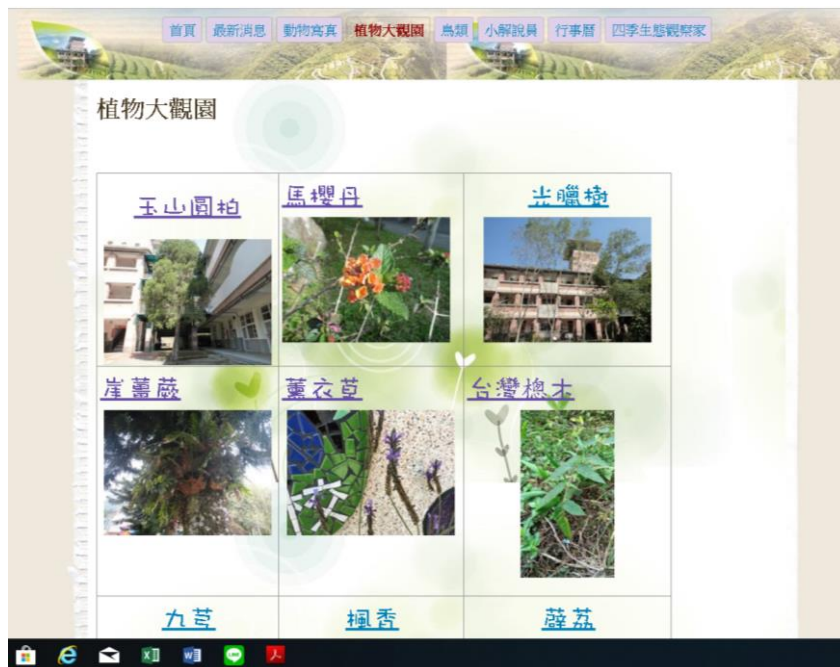 首頁 最新消息 動物寫真 植物大觀園 鳥類 小解說員 行事曆 四季生態觀察家
植物大觀園
玉山圓柏 馬櫻丹 光臘樹
崖薑蕨 薰衣草 台灣檧木
九芎 楓香 薜荔